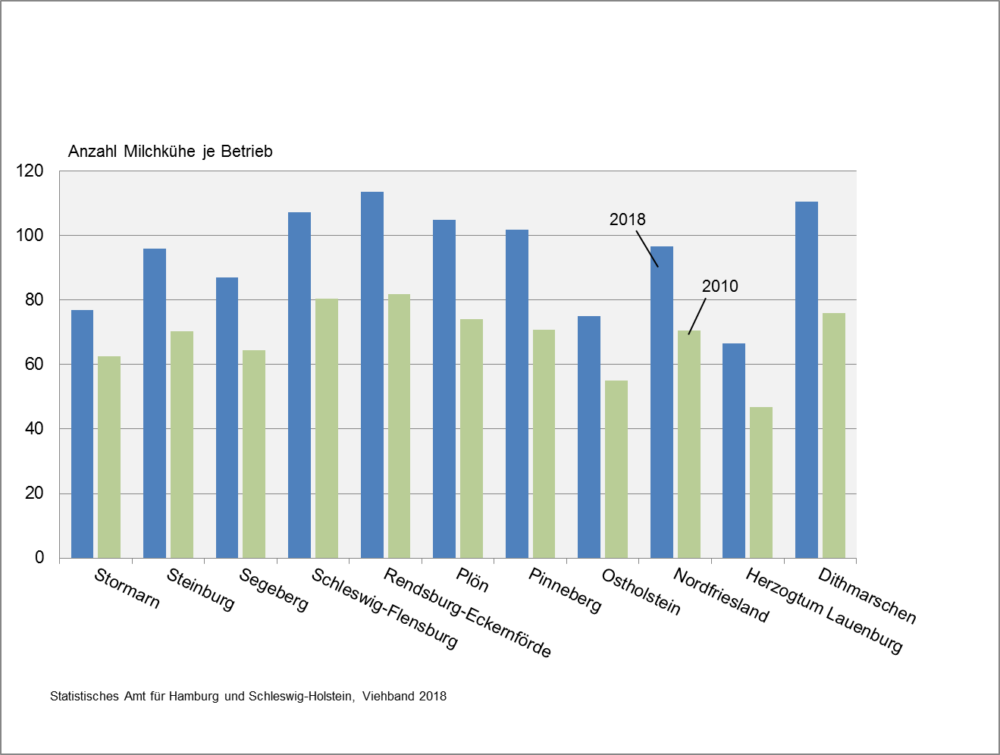 Anzahl Milchkühe je Betrieb
120
100
80
60
40
20
0
2018
2010
Stormarn
Steinburg
Segeberg
Schleswig-Flensburg
Rendsburg-Eckernförde
Plön
Pinneberg
Ostholstein
Nordfriesland
Herzogtum Lauenburg
Dithmarschen
Statistisches Amt für Hamburg und Schleswig-Holstein, Viehband 2018